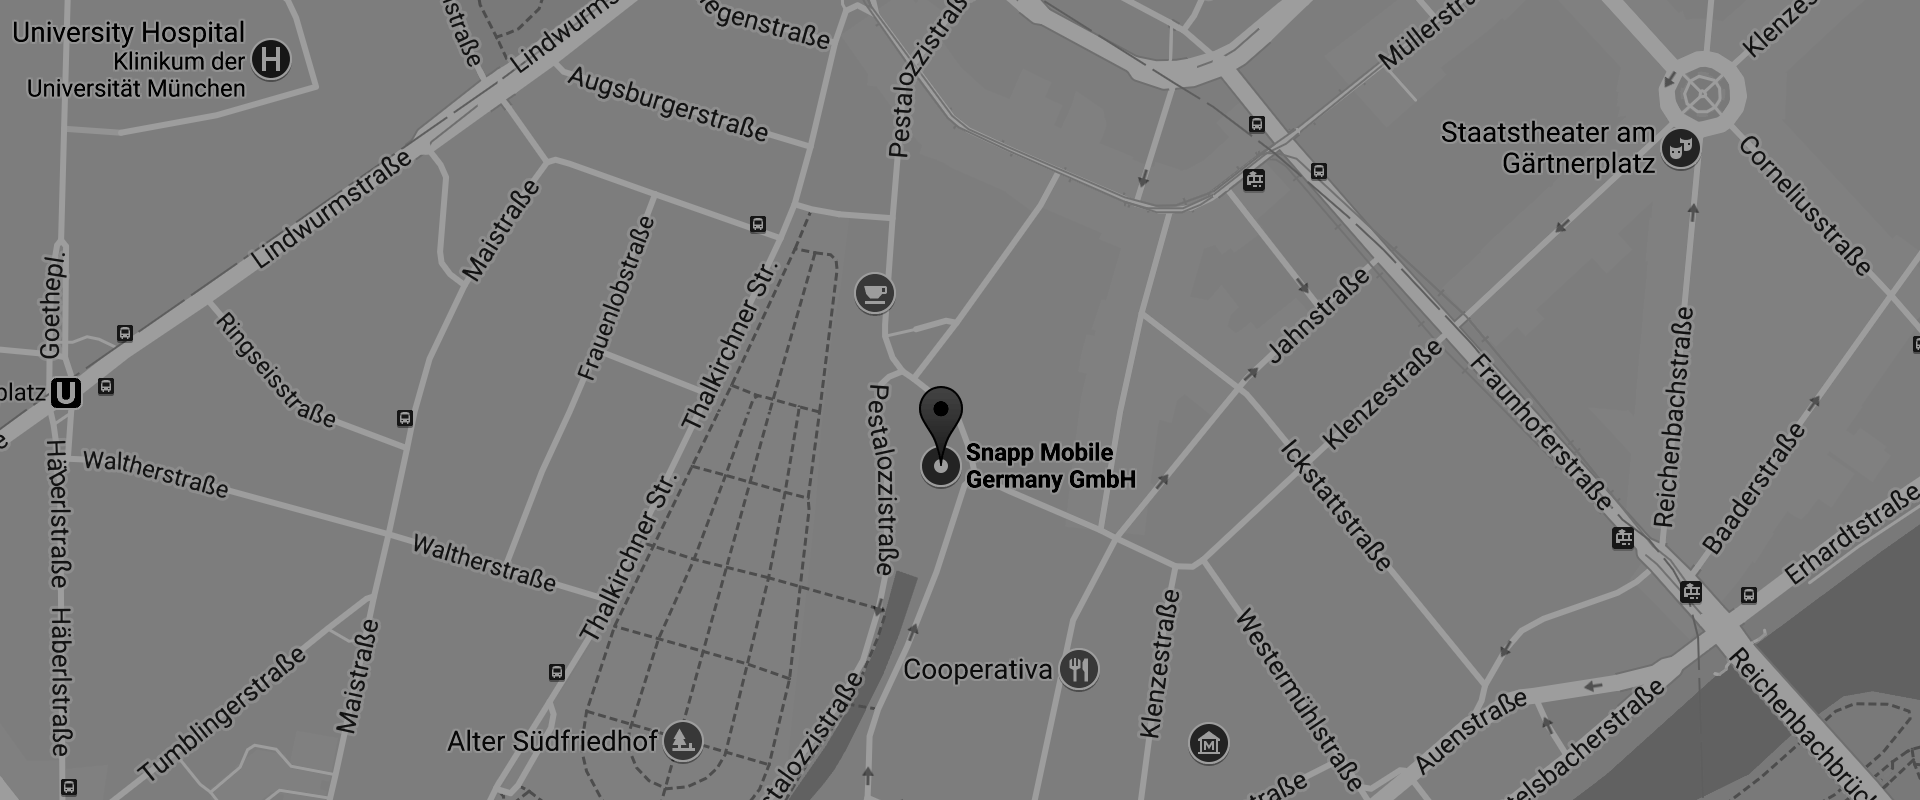 University Hospital
Klinikum der
Universität München
H
Lindwurmstraße
Augsburgerstraße
Pestalozzistraße
Müllerstraße
Staatstheater am
Gärtnerplatz
Corneliusstraße
Lindwurmstraße
Maistraße
Frauenlobstraße
Thalkirchner Str.
Goethepl.
Ringseisstraße
platz
U
Jahnstraße
Klenzestraße
Fraunhoferstraße
Reichenbachstraße
Baaderstraße
Erhardtstraße
Pestalozzistraße
Snapp Mobile
Germany GmbH
Ickstattstraße
Häberlstraße
Waltherstraße
Waltherstraße
Thalkirchner Str.
Häberlstraße
Tumblingerstraße
Maistraße
Alter Südfriedhof
Cooperativa
Klenzestraße
Westermühlstraße
M
Auenstraße